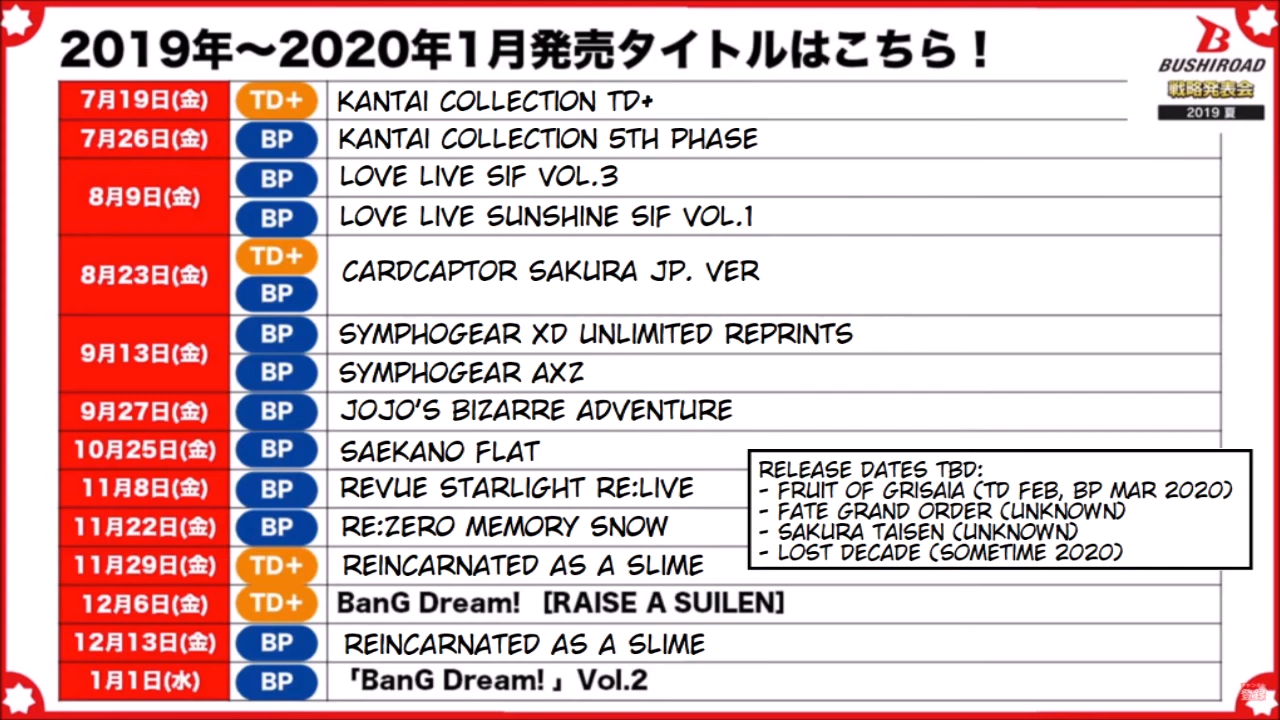 2019年～2020年1月発売タイトルはこちら！
BUSHIROAD
戦略発表会
2019 夏
7月19日(金) TD+ KANTAI COLLECTION TD+
7月26日(金) BP KANTAI COLLECTION 5TH PHASE
8月9日(金) BP LOVE LIVE SIF VOL.3
BP LOVE LIVE SUNSHINE SIF VOL.1
8月23日(金) TD+ BP CARDCAPTOR SAKURA JP. VER
9月13日(金) BP SYMPHOGEAR XD UNLIMITED REPRINTS
BP SYMPHOGEAR AXZ
9月27日(金) BP JOJO'S BIZARRE ADVENTURE
10月25日(金) BP SAEKANO FLAT
11月8日(金) BP REVUE STARLIGHT RE:LIVE
11月22日(金) BP RE:ZERO MEMORY SNOW
11月29日(金) TD+ REINCARNATED AS A SLIME
12月6日(金) TD+ BanG Dream! [RAISE A SUILEN]
12月13日(金) BP REINCARNATED AS A SLIME
1月1日(水) BP 「BanG Dream!」Vol.2
RELEASE DATES TBD:
- FRUIT OF GRISAIA (TD FEB, BP MAR 2020)
- FATE GRAND ORDER (UNKNOWN)
- SAKURA TAISEN (UNKNOWN)
- LOST DECADE (SOMETIME 2020)
チャンネル
登録